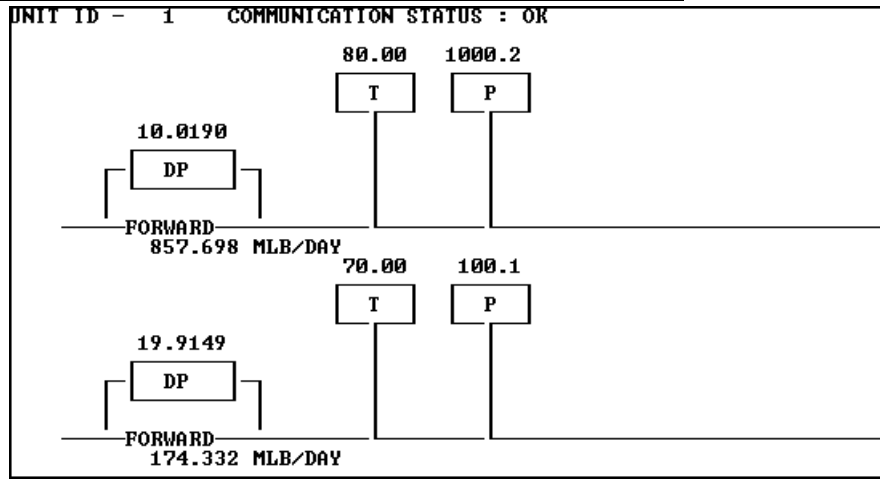 UNIT ID - 1 COMMUNICATION STATUS : OK
80.00 1000.2
T P
10.0190
DP
FORWARD
857.698 MLB/DAY
70.00 100.1
T P
19.9149
DP
FORWARD
174.332 MLB/DAY